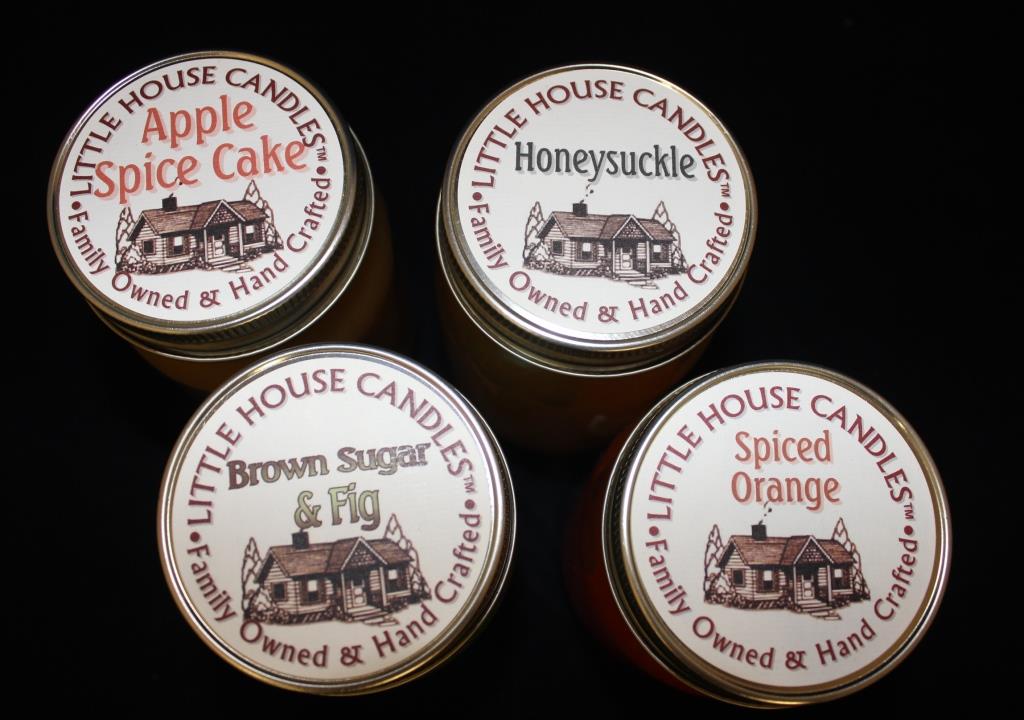 LITTLE HOUSE CANDLES™
Apple
Spice Cake
•Family Owned & Hand Crafted•
LITTLE HOUSE CANDLES™
Honeysuckle
•Family Owned & Hand Crafted•
LITTLE HOUSE CANDLES™
Brown Sugar
& Fig
•Family Owned & Hand Crafted•
LITTLE HOUSE CANDLES™
Spiced
Orange
•Family Owned & Hand Crafted•